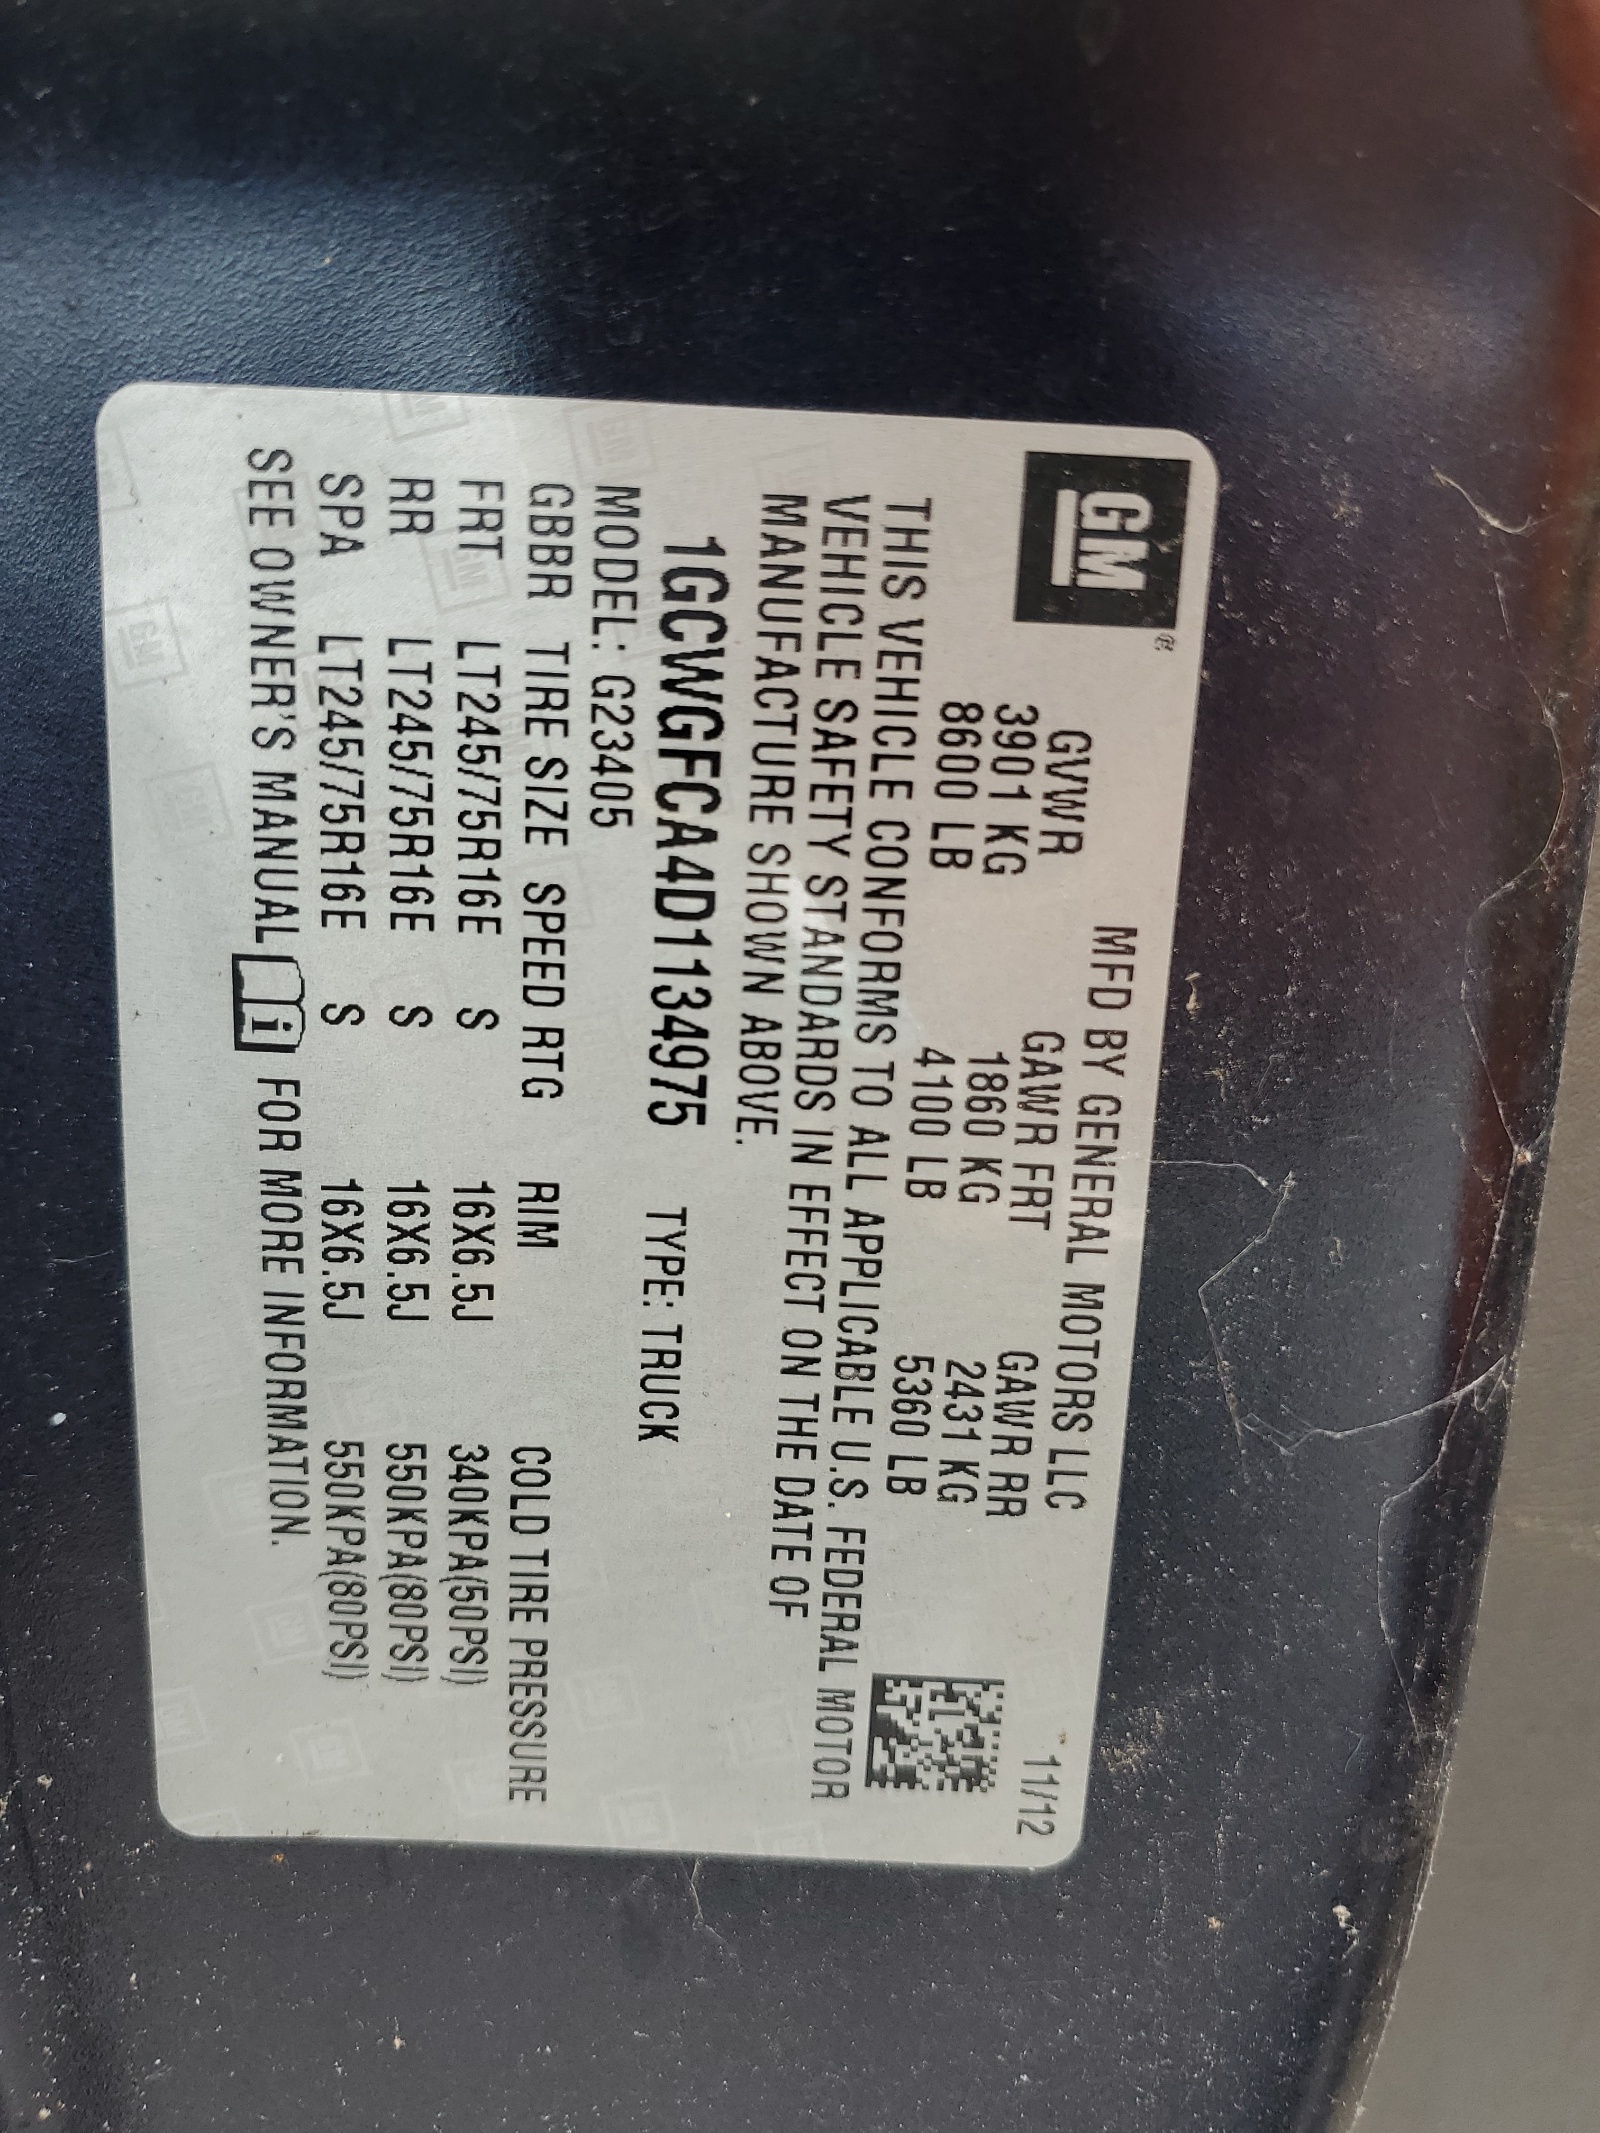 GM®
MFD BY GENERAL MOTORS LLC 11/12
GVWR GAWR FRT GAWR RR
3901 KG 1860 KG 2431 KG
8600 LB 4100 LB 5360 LB
THIS VEHICLE CONFORMS TO ALL APPLICABLE U.S. FEDERAL MOTOR
VEHICLE SAFETY STANDARDS IN EFFECT ON THE DATE OF
MANUFACTURE SHOWN ABOVE.
1GCWGFCA4D1134975 TYPE: TRUCK
MODEL: G23405
GBBR TIRE SIZE SPEED RTG RIM COLD TIRE PRESSURE
FRT LT245/75R16E S 16X6.5J 340KPA(50PSI)
RR LT245/75R16E S 16X6.5J 550KPA(80PSI)
SPA LT245/75R16E S 16X6.5J 550KPA(80PSI)
SEE OWNER'S MANUAL i FOR MORE INFORMATION.